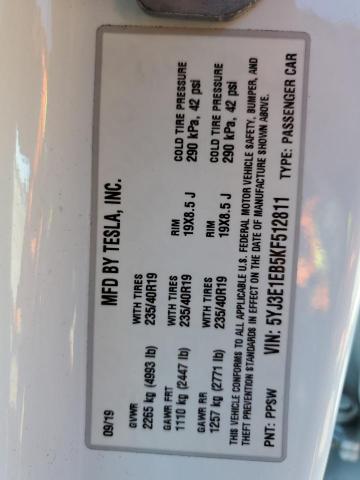 MFD BY TESLA, INC.
09/19
GVWR WITH TIRES RIM COLD TIRE PRESSURE
2265 kg (4993 lb) 235/40R19 19X8.5 J 290 kPa, 42 psi
GAWR FRT WITH TIRES RIM COLD TIRE PRESSURE
1110 kg (2447 lb) 235/40R19 19X8.5 J 290 kPa, 42 psi
GAWR RR
1257 kg (2771 lb) 235/40R19
THIS VEHICLE CONFORMS TO ALL APPLICABLE U.S. FEDERAL MOTOR VEHICLE SAFETY, BUMPER, AND
THEFT PREVENTION STANDARDS IN EFFECT ON THE DATE OF MANUFACTURE SHOWN ABOVE.
PNT: PPSW VIN: 5YJ3E1EB5KF512811 TYPE: PASSENGER CAR